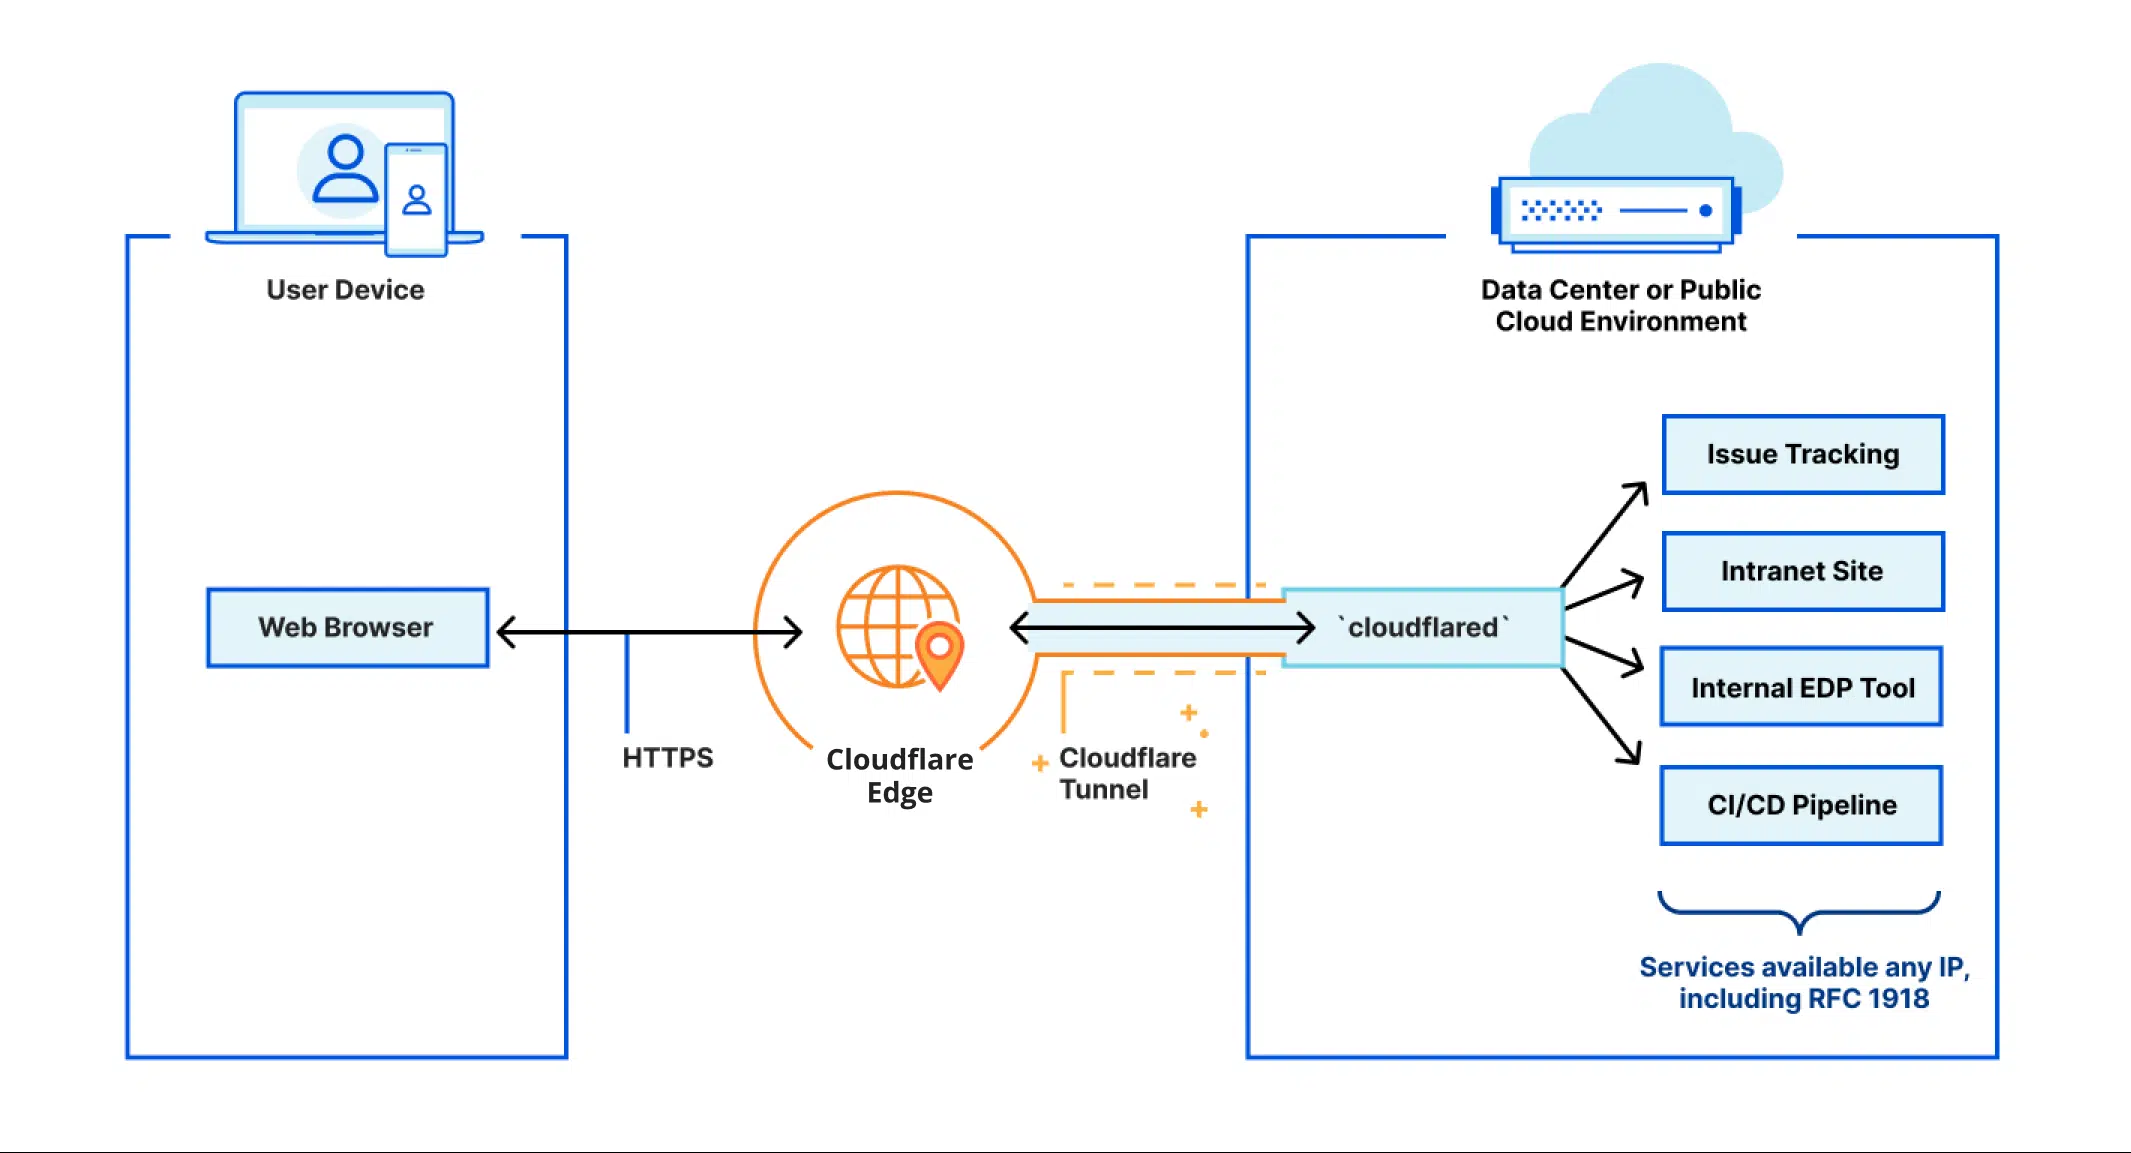 User Device
Data Center or Public
Cloud Environment
Issue Tracking
Intranet Site
Web Browser
`cloudflared`
Internal EDP Tool
HTTPS
Cloudflare
Edge
Cloudflare
Tunnel
CI/CD Pipeline
Services available any IP,
including RFC 1918